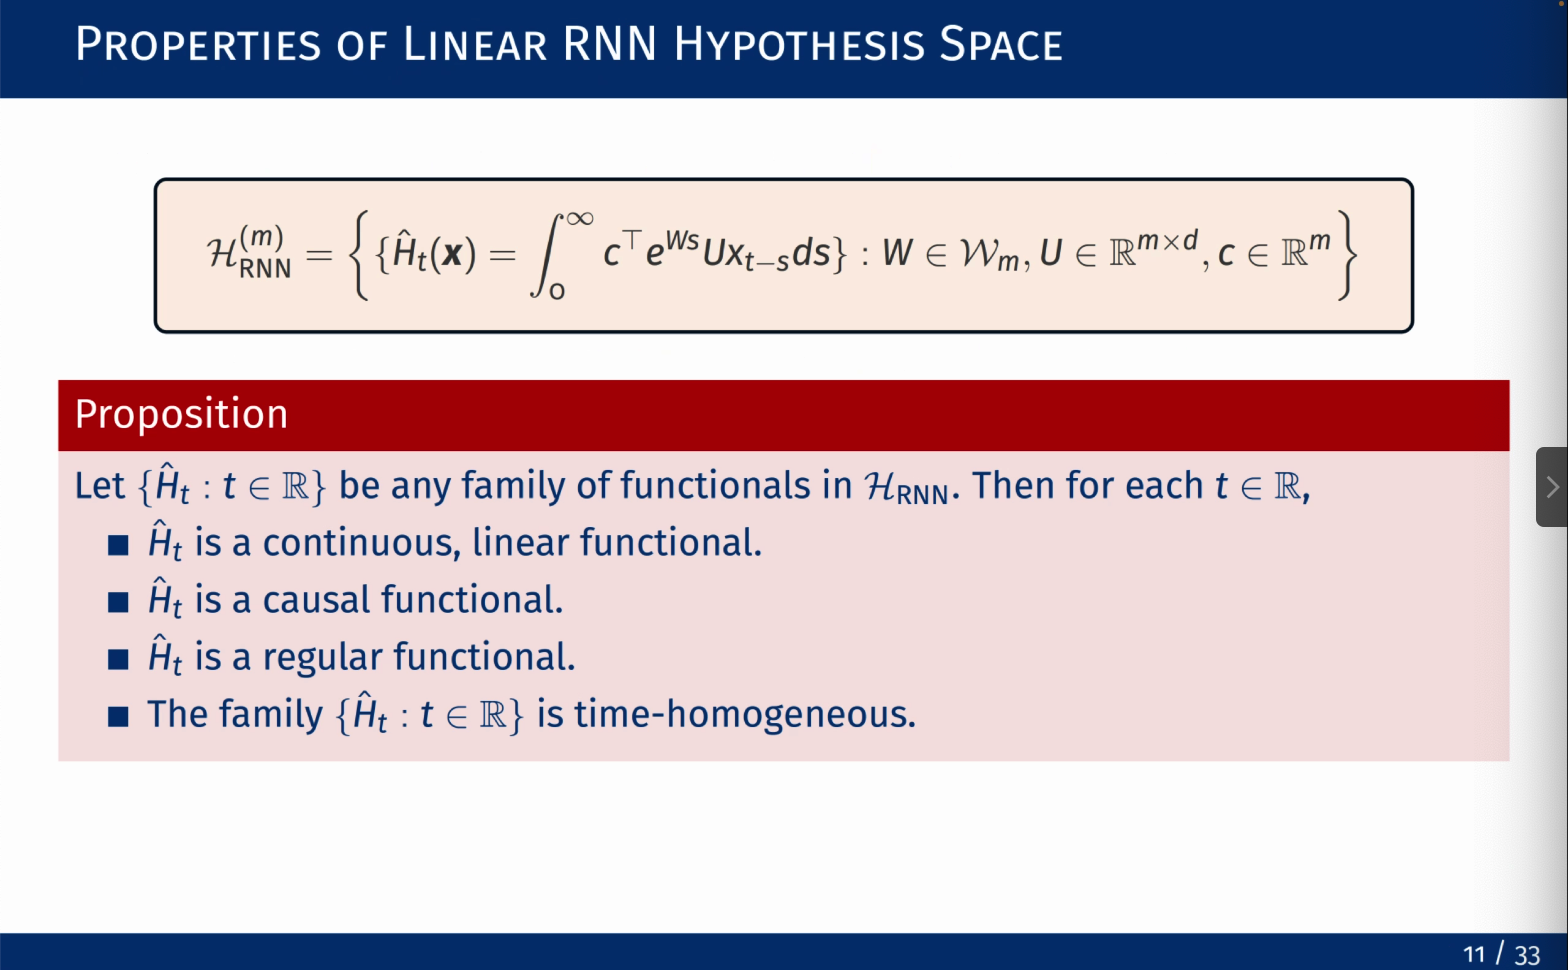 PROPERTIES OF LINEAR RNN HYPOTHESIS SPACE
$\mathcal{H}_{\text{RNN}}^{(m)} = \left\{ \{\hat{H}_t(\mathbf{x}) = \int_0^\infty c^\top e^{Ws} U x_{t-s} ds\} : W \in \mathcal{W}_m, U \in \mathbb{R}^{m \times d}, c \in \mathbb{R}^m \right\}$
Proposition
Let $\{\hat{H}_t : t \in \mathbb{R}\}$ be any family of functionals in $\mathcal{H}_{\text{RNN}}$. Then for each $t \in \mathbb{R}$,
■ $\hat{H}_t$ is a continuous, linear functional.
■ $\hat{H}_t$ is a causal functional.
■ $\hat{H}_t$ is a regular functional.
■ The family $\{\hat{H}_t : t \in \mathbb{R}\}$ is time-homogeneous.
11 / 33